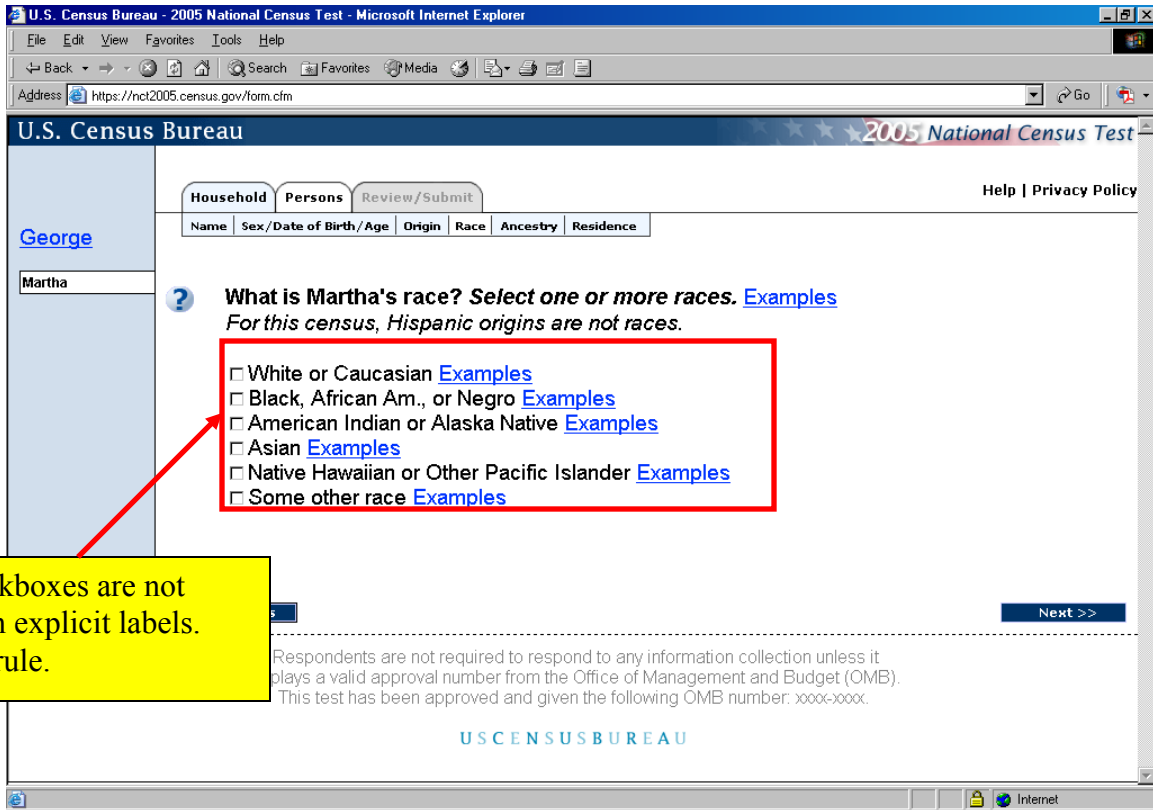 U.S. Census Bureau - 2005 National Census Test - Microsoft Internet Explorer
File Edit View Favorites Tools Help
Back Search Favorites Media
Address https://nct2005.census.gov/form.cfm Go
U.S. Census Bureau 2005 National Census Test
Household Persons Review/Submit Help | Privacy Policy
Name Sex/Date of Birth/Age Origin Race Ancestry Residence
George
Martha
? What is Martha's race? Select one or more races. Examples
For this census, Hispanic origins are not races.
White or Caucasian Examples
Black, African Am., or Negro Examples
American Indian or Alaska Native Examples
Asian Examples
Native Hawaiian or Other Pacific Islander Examples
Some other race Examples
kboxes are not
explicit labels.
rule.
Next >>
Respondents are not required to respond to any information collection unless it
plays a valid approval number from the Office of Management and Budget (OMB).
This test has been approved and given the following OMB number: xxxx-xxxx.
USCENSUSBUREAU
Internet